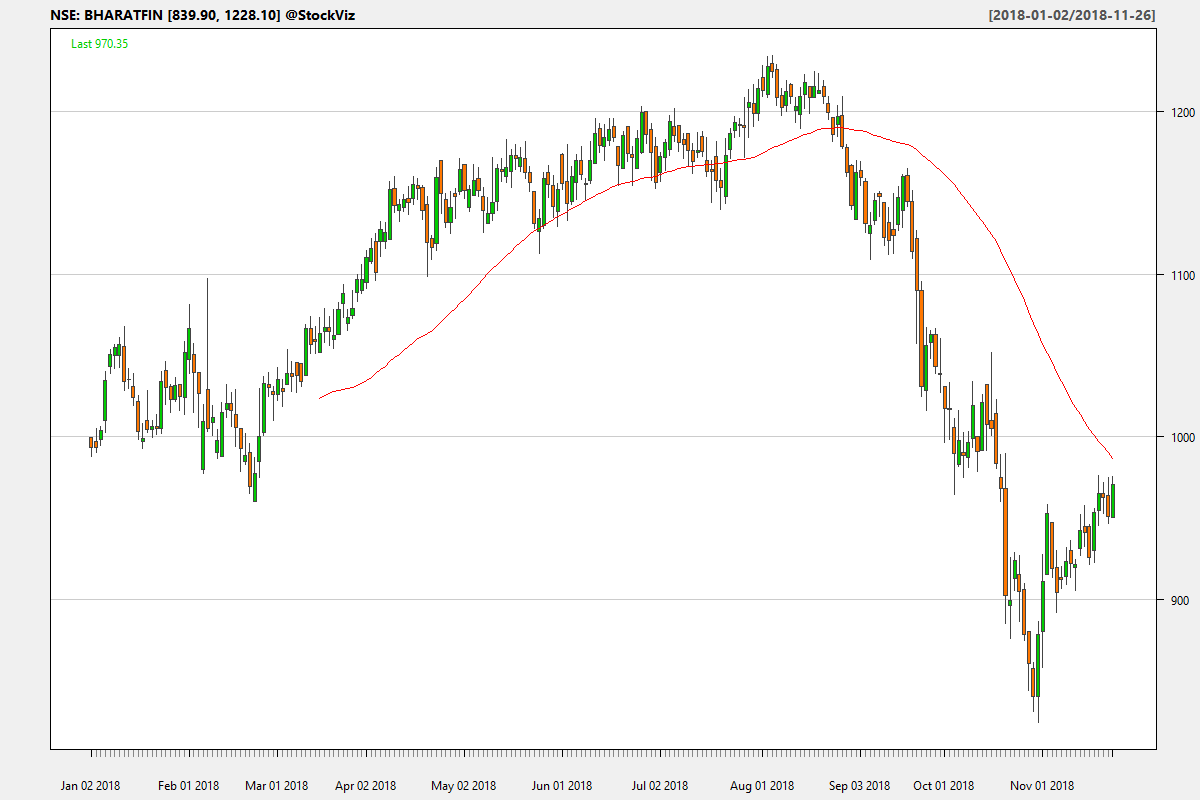 NSE: BHARATFIN [839.90, 1228.10] @StockViz
[2018-01-02/2018-11-26]
Last 970.35
1200
1100
1000
900
Jan 02 2018 Feb 01 2018 Mar 01 2018 Apr 02 2018 May 02 2018 Jun 01 2018 Jul 02 2018 Aug 01 2018 Sep 03 2018 Oct 01 2018 Nov 01 2018